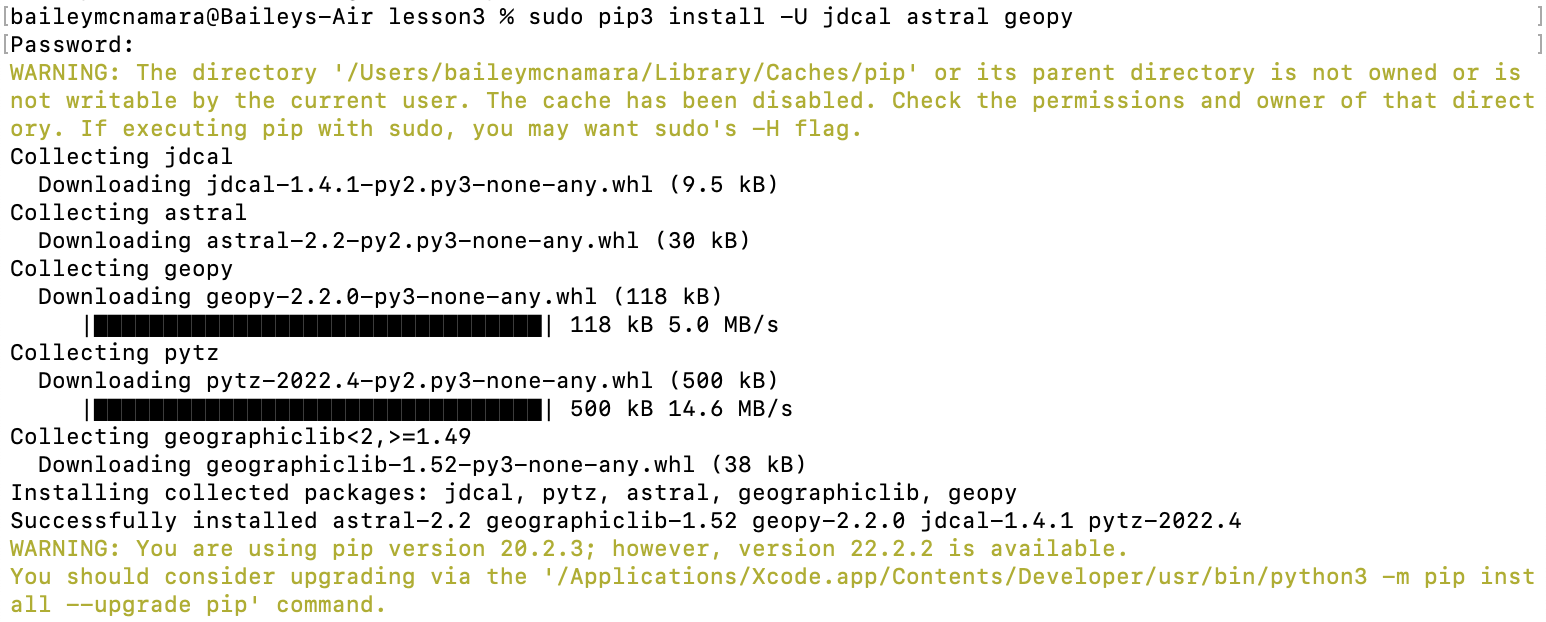 [baileymcnamara@Baileys-Air lesson3 % sudo pip3 install -U jdcal astral geopy ]
[Password: ]
WARNING: The directory '/Users/baileymcnamara/Library/Caches/pip' or its parent directory is not owned or is
not writable by the current user. The cache has been disabled. Check the permissions and owner of that direct
ory. If executing pip with sudo, you may want sudo's -H flag.
Collecting jdcal
  Downloading jdcal-1.4.1-py2.py3-none-any.whl (9.5 kB)
Collecting astral
  Downloading astral-2.2-py2.py3-none-any.whl (30 kB)
Collecting geopy
  Downloading geopy-2.2.0-py3-none-any.whl (118 kB)
     |████████████████████████████████| 118 kB 5.0 MB/s
Collecting pytz
  Downloading pytz-2022.4-py2.py3-none-any.whl (500 kB)
     |████████████████████████████████| 500 kB 14.6 MB/s
Collecting geographiclib<2,>=1.49
  Downloading geographiclib-1.52-py3-none-any.whl (38 kB)
Installing collected packages: jdcal, pytz, astral, geographiclib, geopy
Successfully installed astral-2.2 geographiclib-1.52 geopy-2.2.0 jdcal-1.4.1 pytz-2022.4
WARNING: You are using pip version 20.2.3; however, version 22.2.2 is available.
You should consider upgrading via the '/Applications/Xcode.app/Contents/Developer/usr/bin/python3 -m pip inst
all --upgrade pip' command.